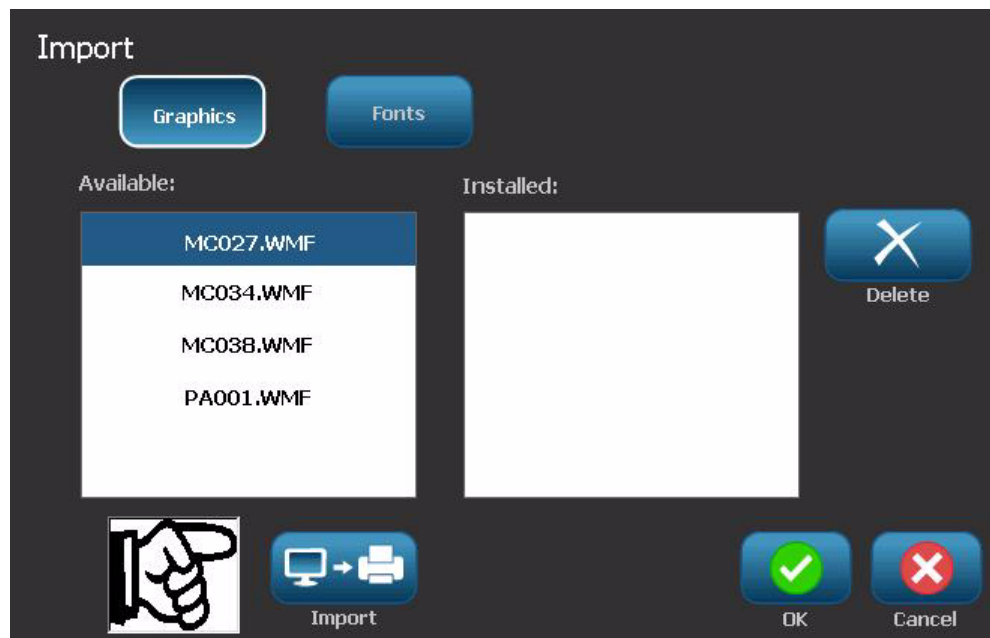 Import
Graphics
Fonts
Available:
Installed:
MC027.WMF
MC034.WMF
MC038.WMF
PA001.WMF
Delete
Import
OK
Cancel